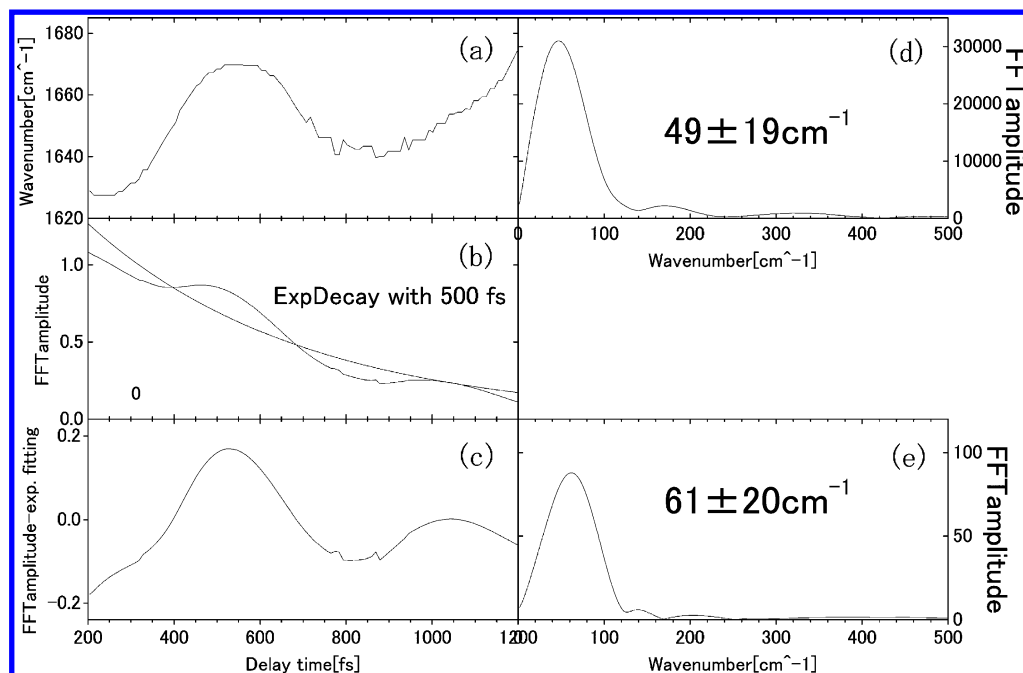 Wavenumber[cm^-1]
1680
1660
1640
1620
(a)
FFTamplitude
1.0
0.5
0.0
(b)
ExpDecay with 500 fs
0
FFTamplitude-exp. fitting
0.2
0.0
-0.2
(c)
200 400 600 800 1000
Delay time[fs]
(d)
49±19cm^-1
30000
20000
10000
0
FFTamplitude
0 100 200 300 400 500
Wavenumber[cm^-1]
(e)
61±20cm^-1
100
50
0
FFTamplitude
100 200 300 400 500
Wavenumber[cm^-1]